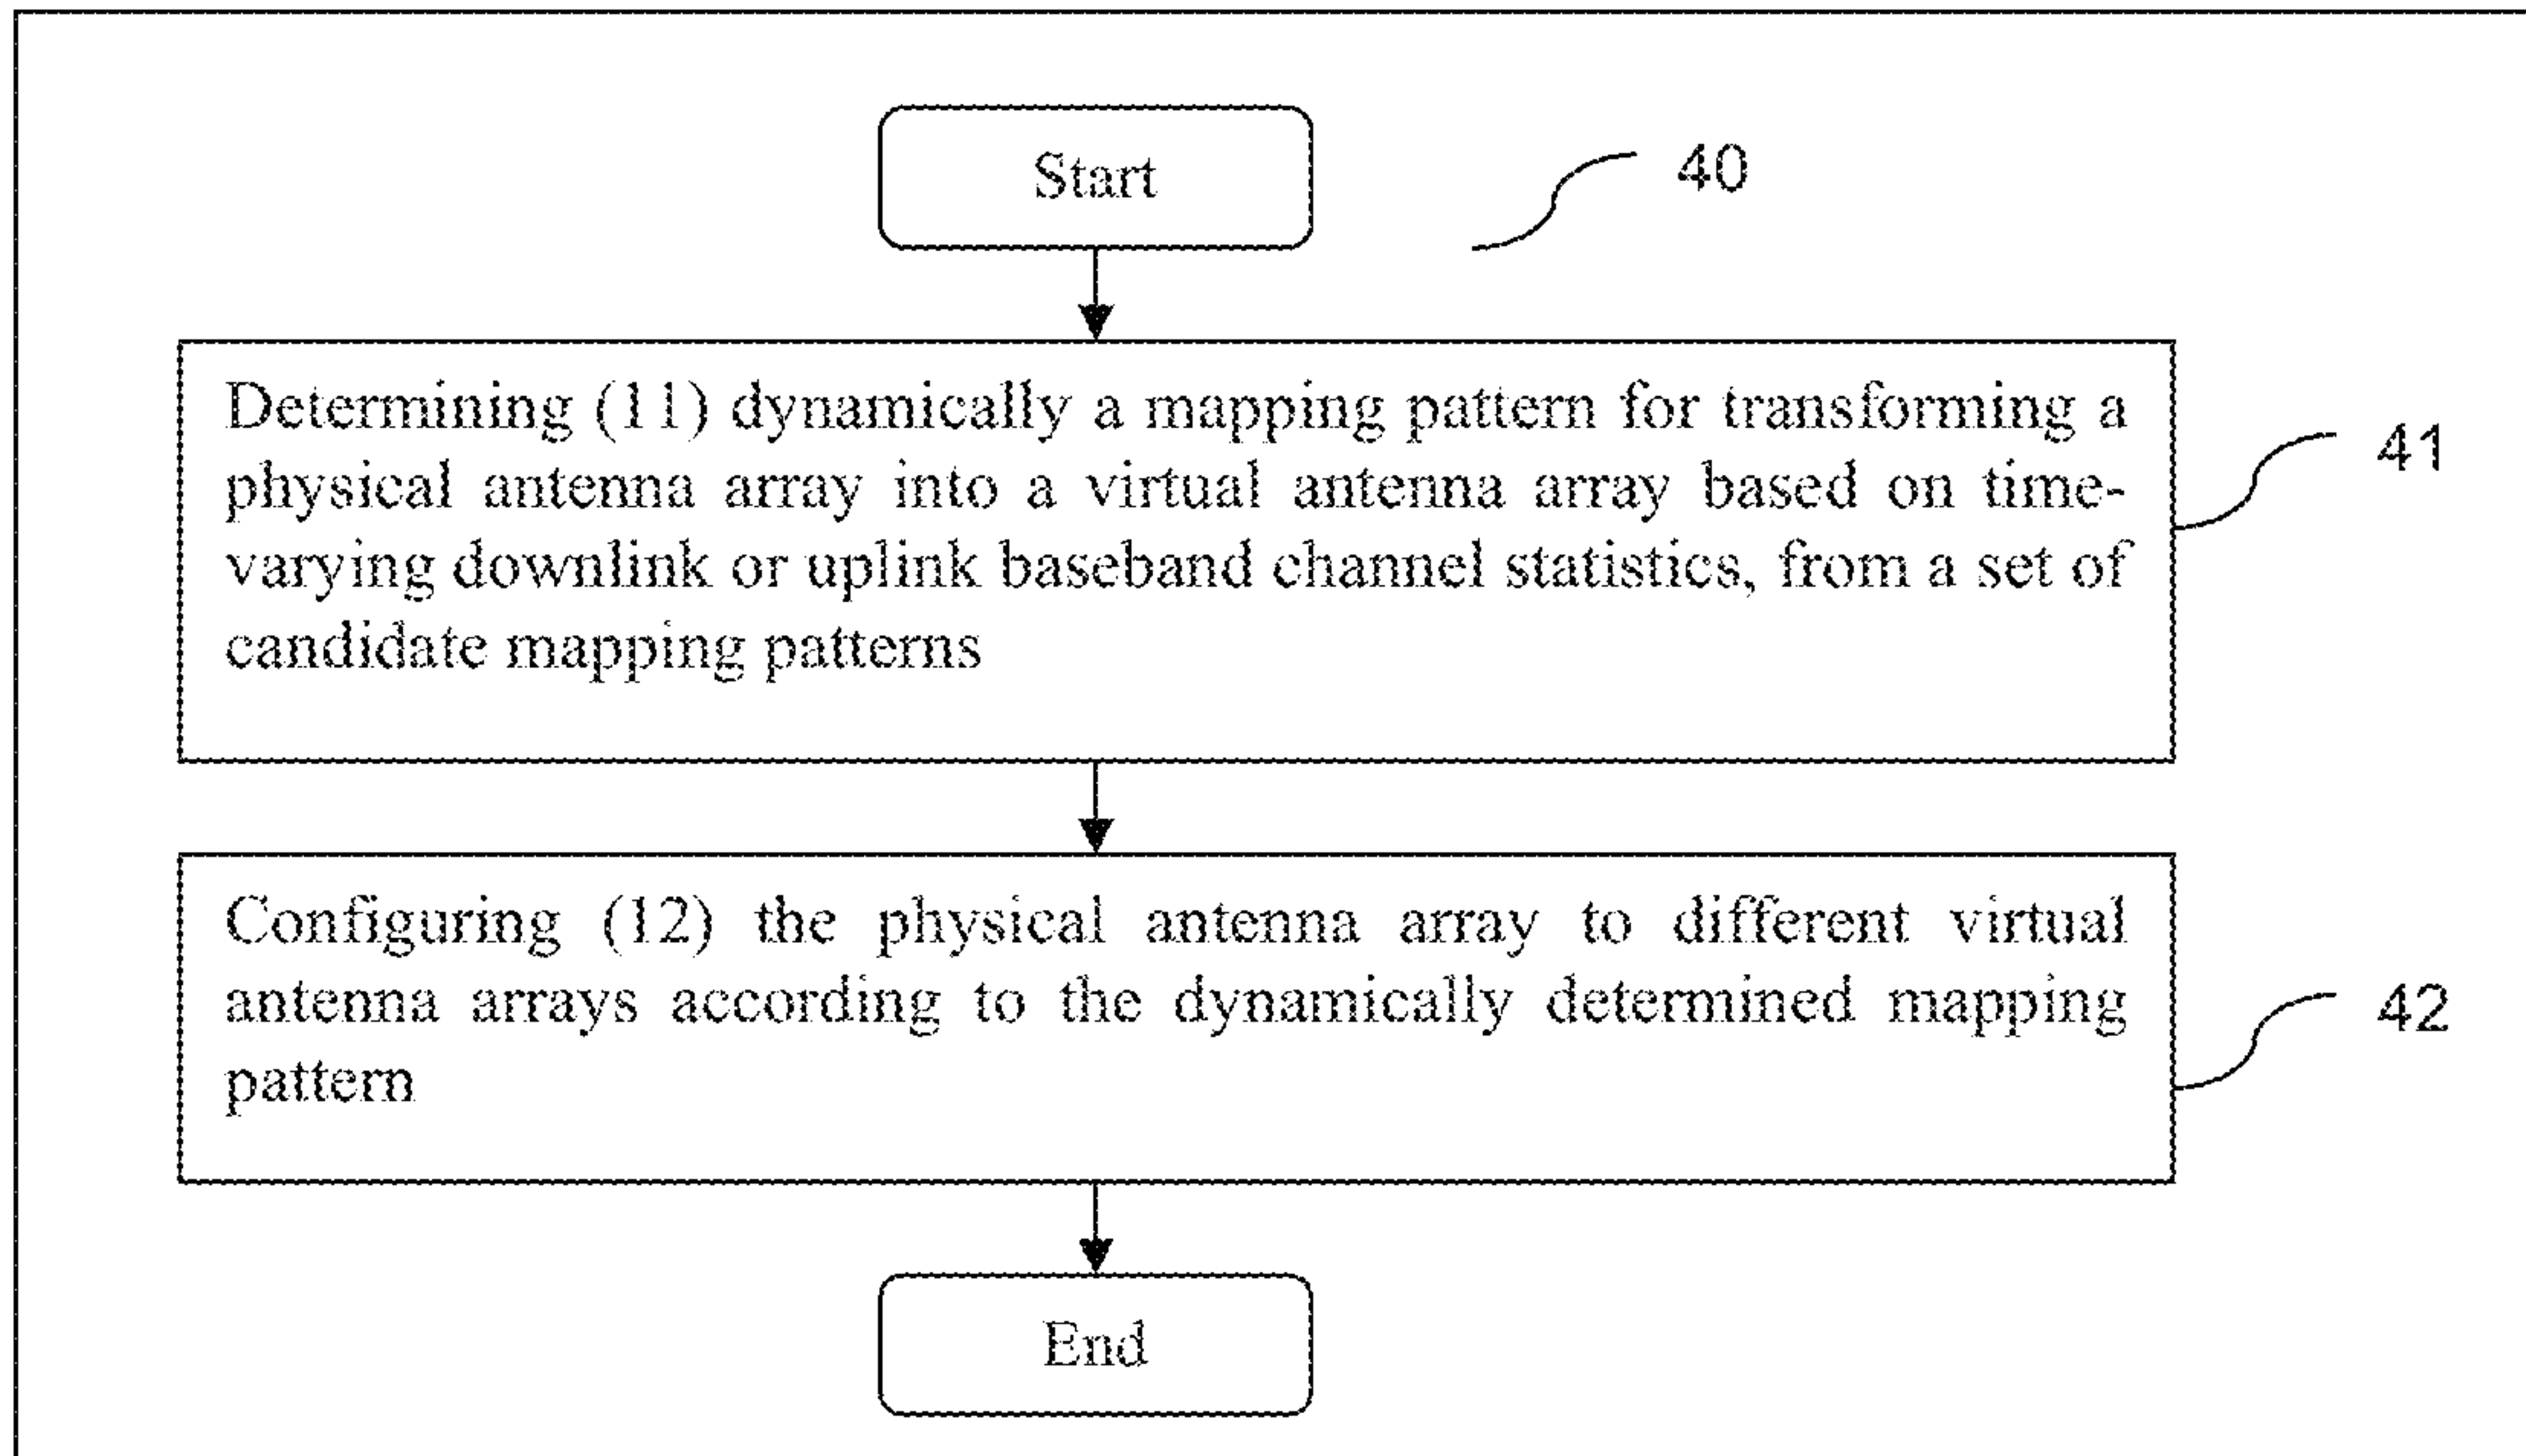 Start
40
Determining (11) dynamically a mapping pattern for transforming a
physical antenna array into a virtual antenna array based on time-
varying downlink or uplink baseband channel statistics, from a set of
candidate mapping patterns
41
Configuring (12) the physical antenna array to different virtual
antenna arrays according to the dynamically determined mapping
pattern
42
End